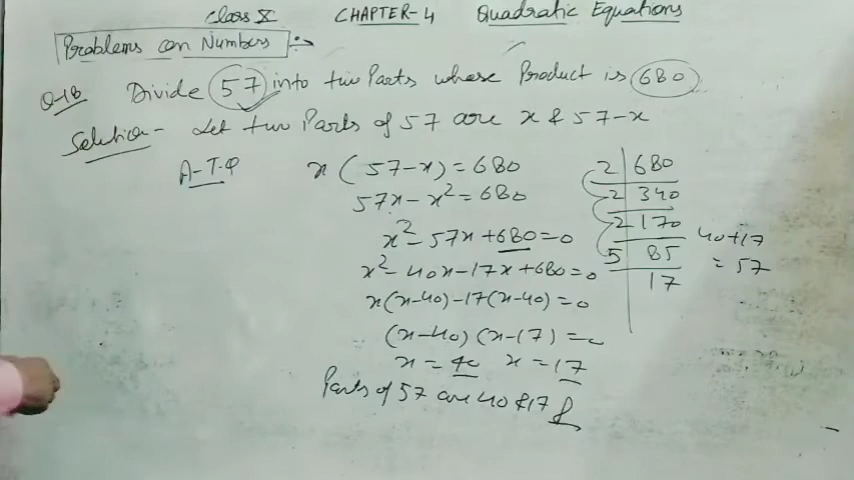 Class X CHAPTER-4 Quadratic Equations
Problems on Numbers :→
Q-18 Divide 57 into two Parts whose Product is 680
Solution- Let two Parts of 57 are x & 57-x
A-T-Q x(57-x)=680
57x-x²=680
x²-57x+680=0
x²-40x-17x+680=0
x(x-40)-17(x-40)=0
(x-40)(x-17)=0
x=40 x=17
Parts of 57 are 40 & 17
2 680
2 340
2 170
5 85
17
40+17
=57